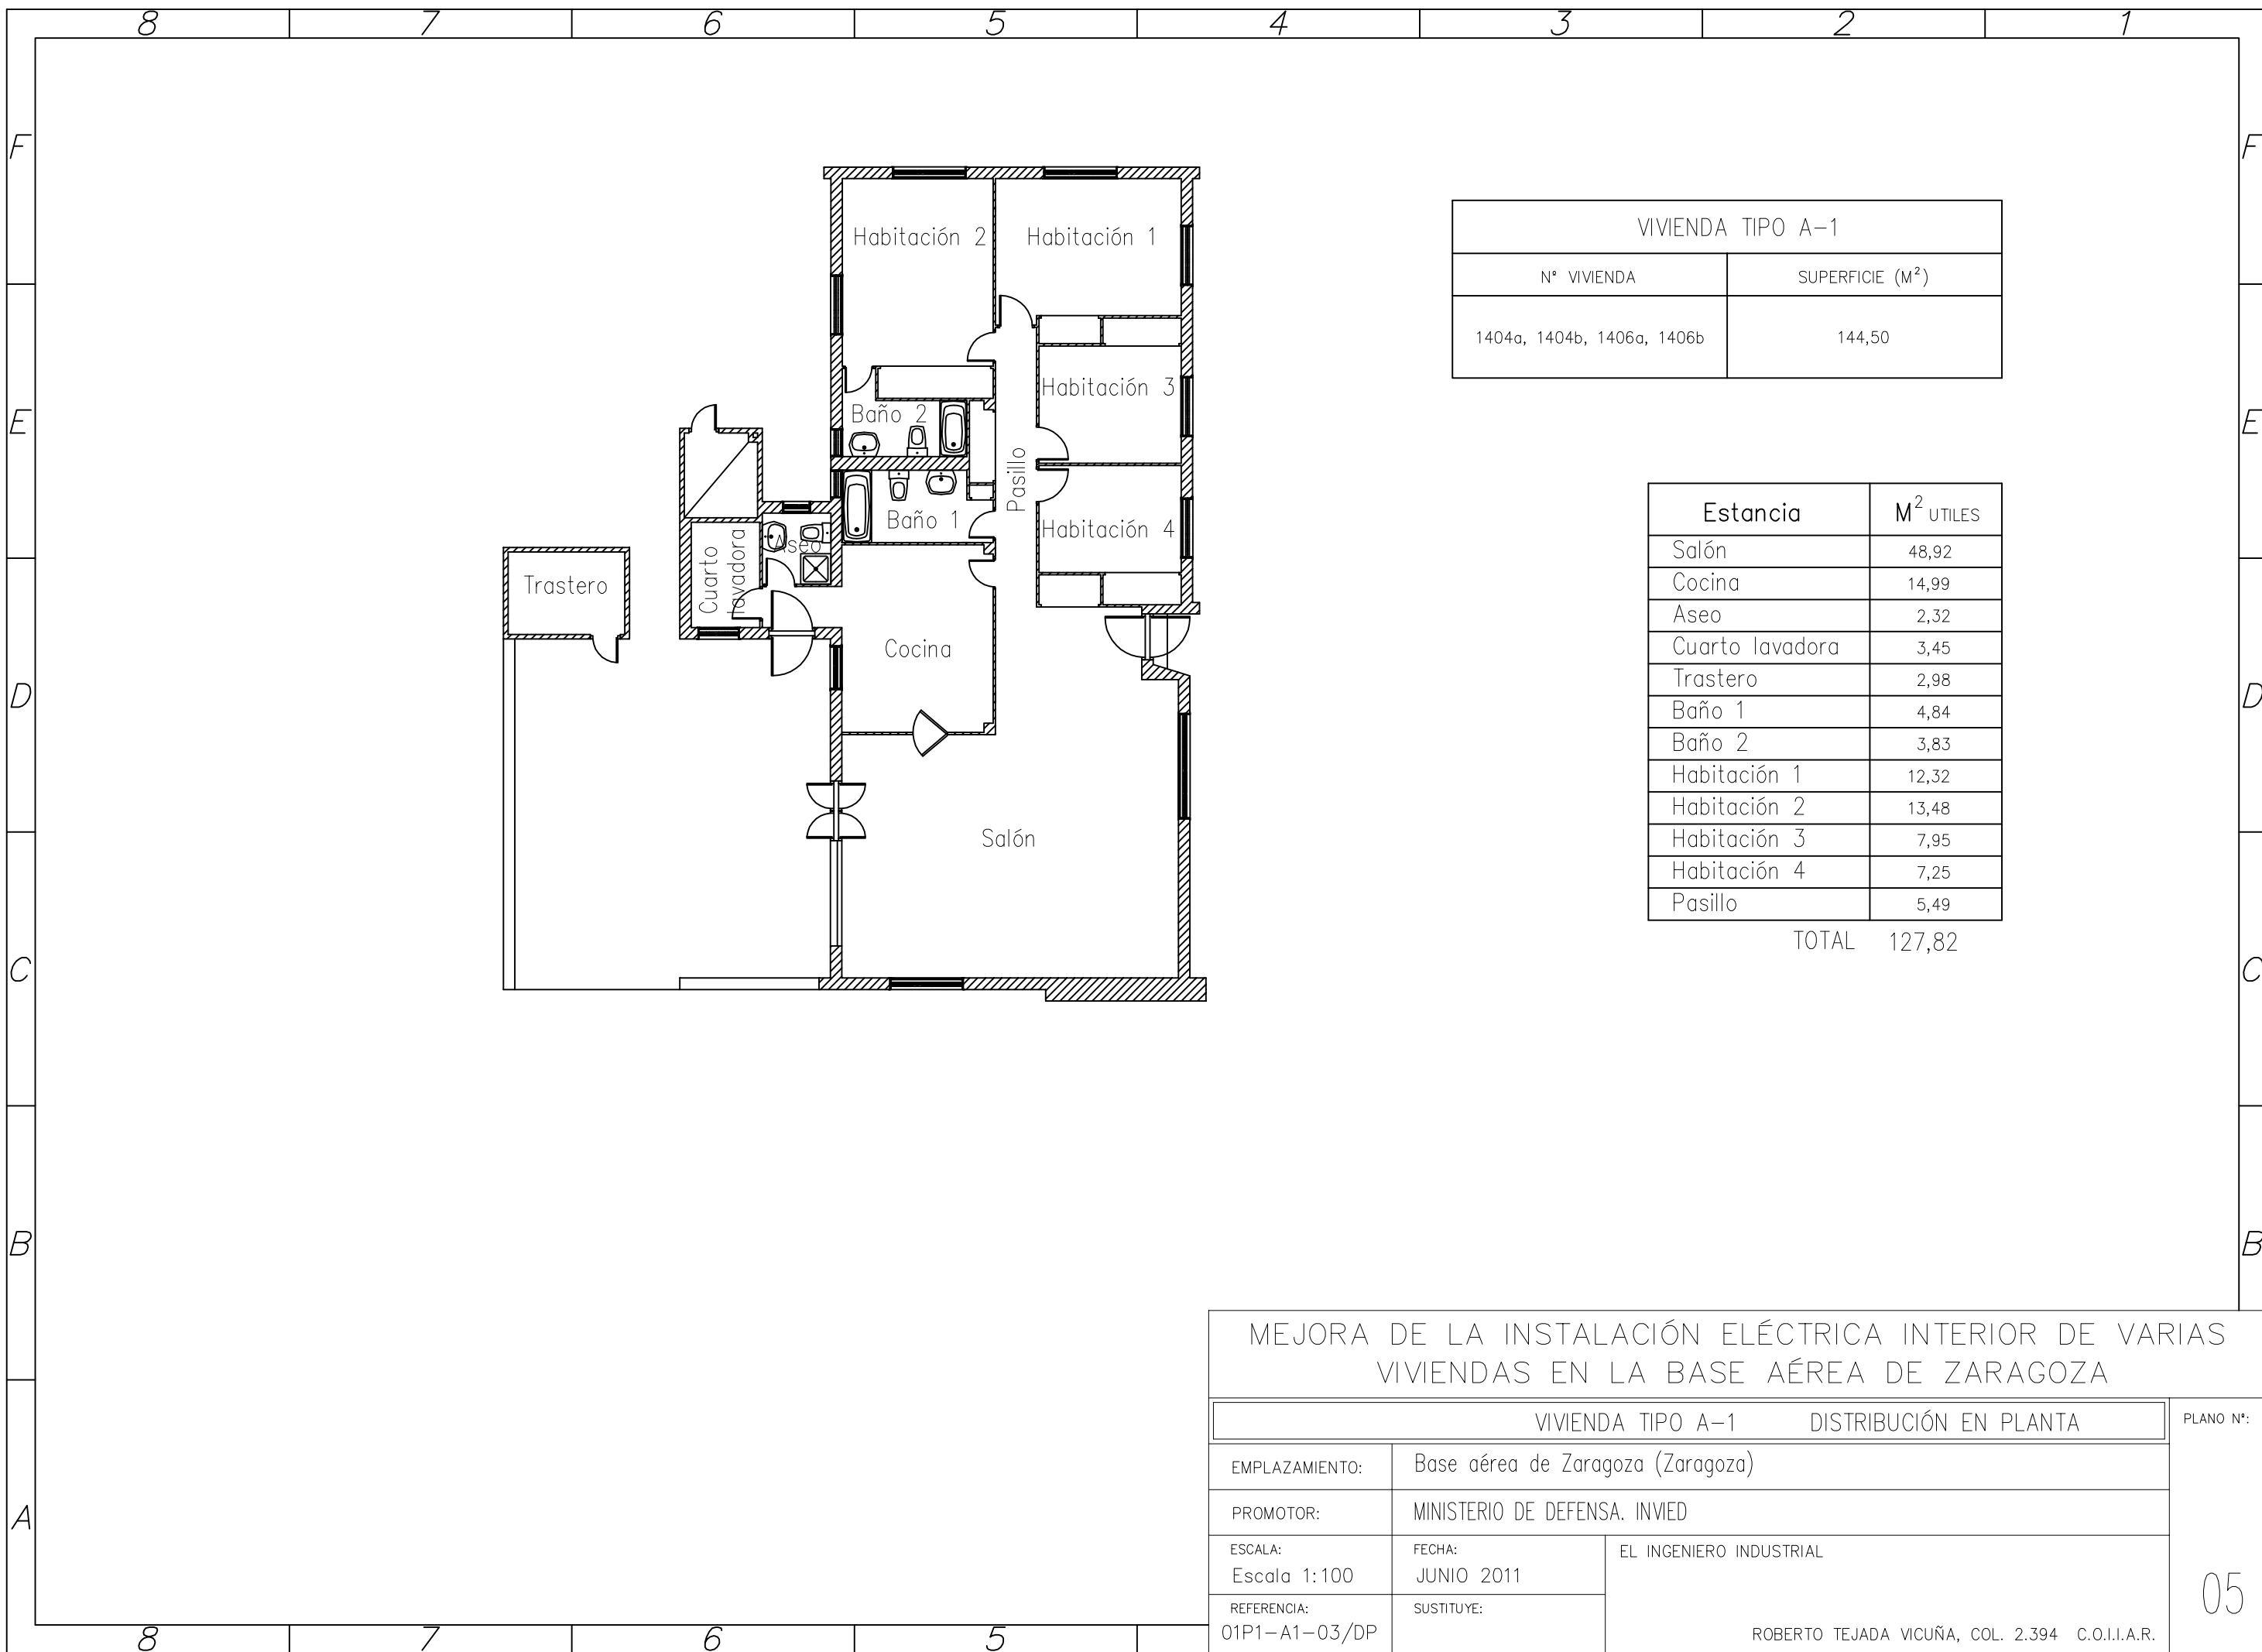 8 7 6 5 4 3 2 1
F F
Habitación 2 Habitación 1
VIVIENDA TIPO A-1
Nº VIVIENDA SUPERFICIE (M²)
1404a, 1404b, 1406a, 1406b 144,50
E E
Habitación 3
Baño 2
Pasillo
Baño 1
Habitación 4
Aseo
Cuarto
lavadora
Trastero
Cocina
Salón
Estancia M² UTILES
Salón 48,92
Cocina 14,99
Aseo 2,32
Cuarto lavadora 3,45
Trastero 2,98
Baño 1 4,84
Baño 2 3,83
Habitación 1 12,32
Habitación 2 13,48
Habitación 3 7,95
Habitación 4 7,25
Pasillo 5,49
TOTAL 127,82
D D
C C
B B
A
MEJORA DE LA INSTALACIÓN ELÉCTRICA INTERIOR DE VARIAS
VIVIENDAS EN LA BASE AÉREA DE ZARAGOZA
VIVIENDA TIPO A-1 DISTRIBUCIÓN EN PLANTA
PLANO Nº:
EMPLAZAMIENTO: Base aérea de Zaragoza (Zaragoza)
PROMOTOR: MINISTERIO DE DEFENSA. INVIED
ESCALA:
Escala 1:100
FECHA:
JUNIO 2011
EL INGENIERO INDUSTRIAL
REFERENCIA:
01P1-A1-03/DP
SUSTITUYE:
ROBERTO TEJADA VICUÑA, COL. 2.394 C.O.I.I.A.R.
05
8 7 6 5